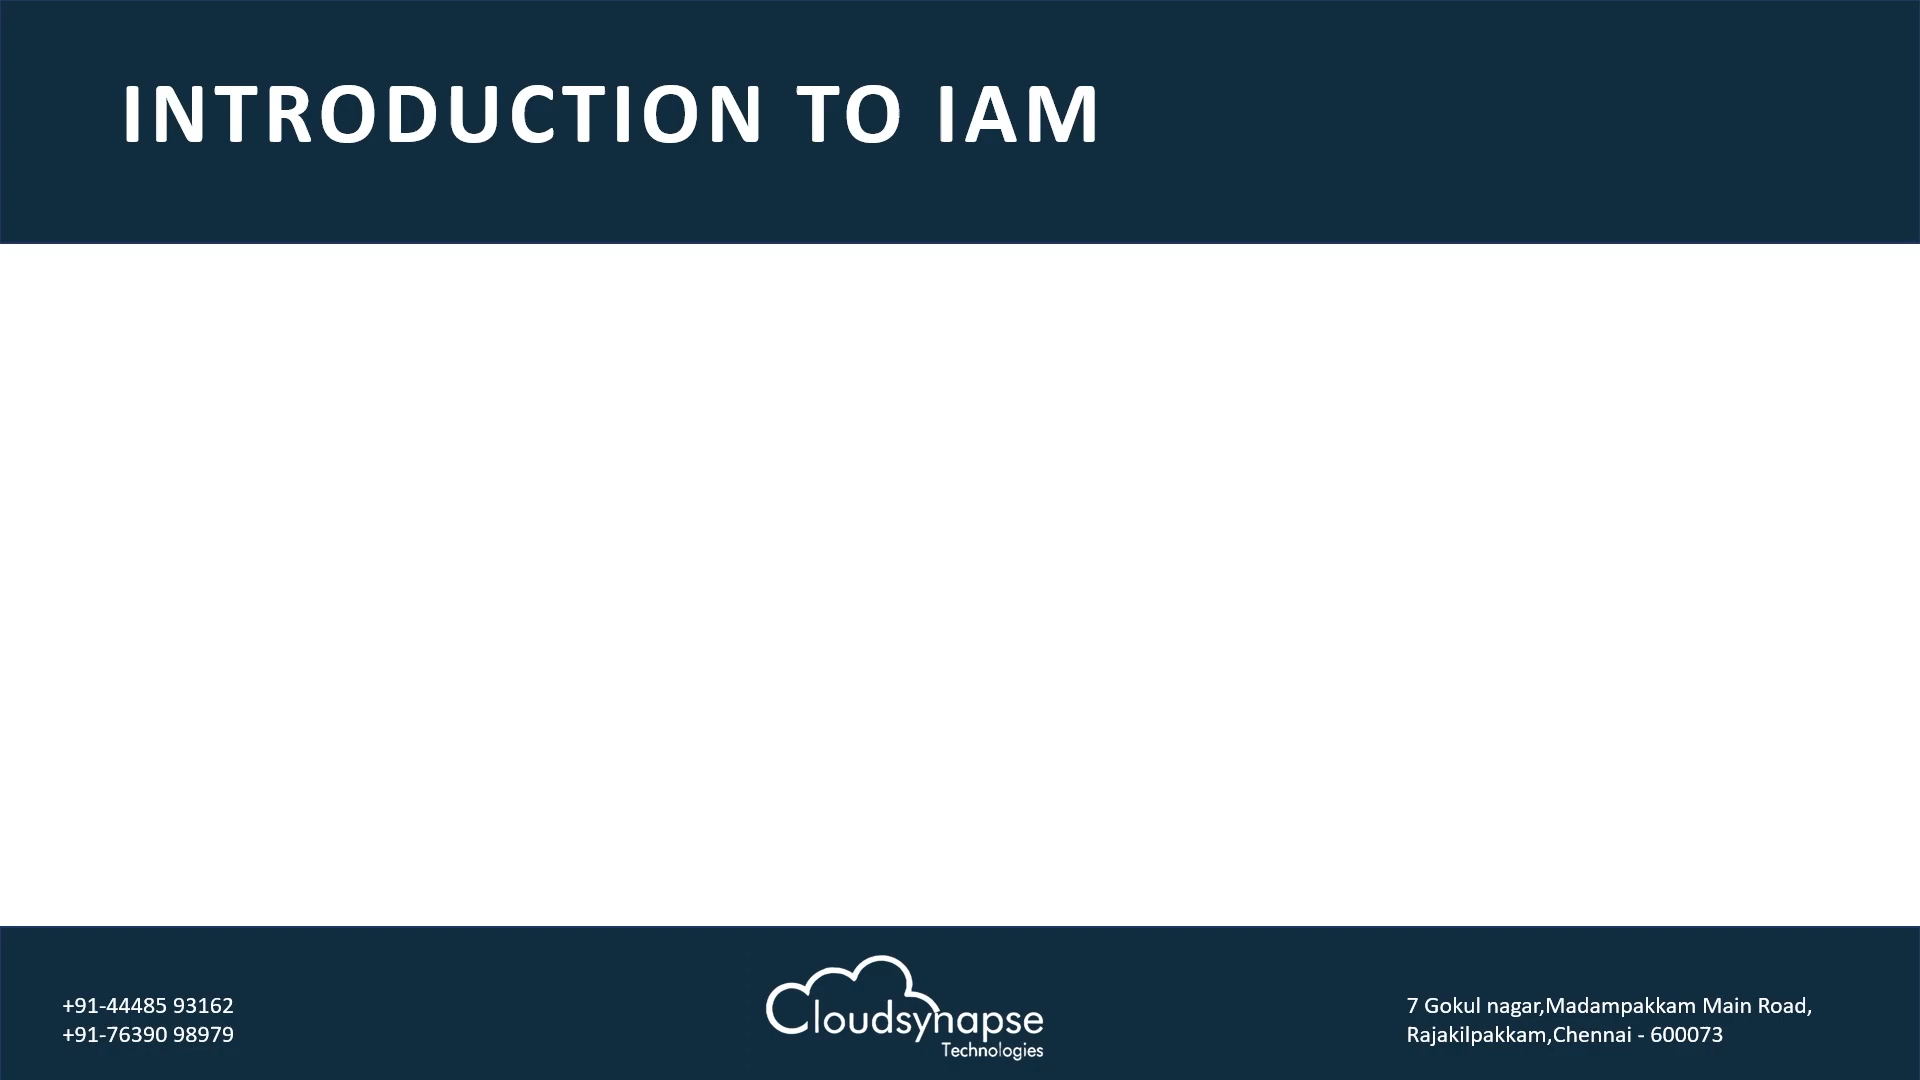 INTRODUCTION TO IAM
+91-44485 93162
+91-76390 98979
Cloudsynapse
Technologies
7 Gokul nagar,Madampakkam Main Road,
Rajakilpakkam,Chennai - 600073